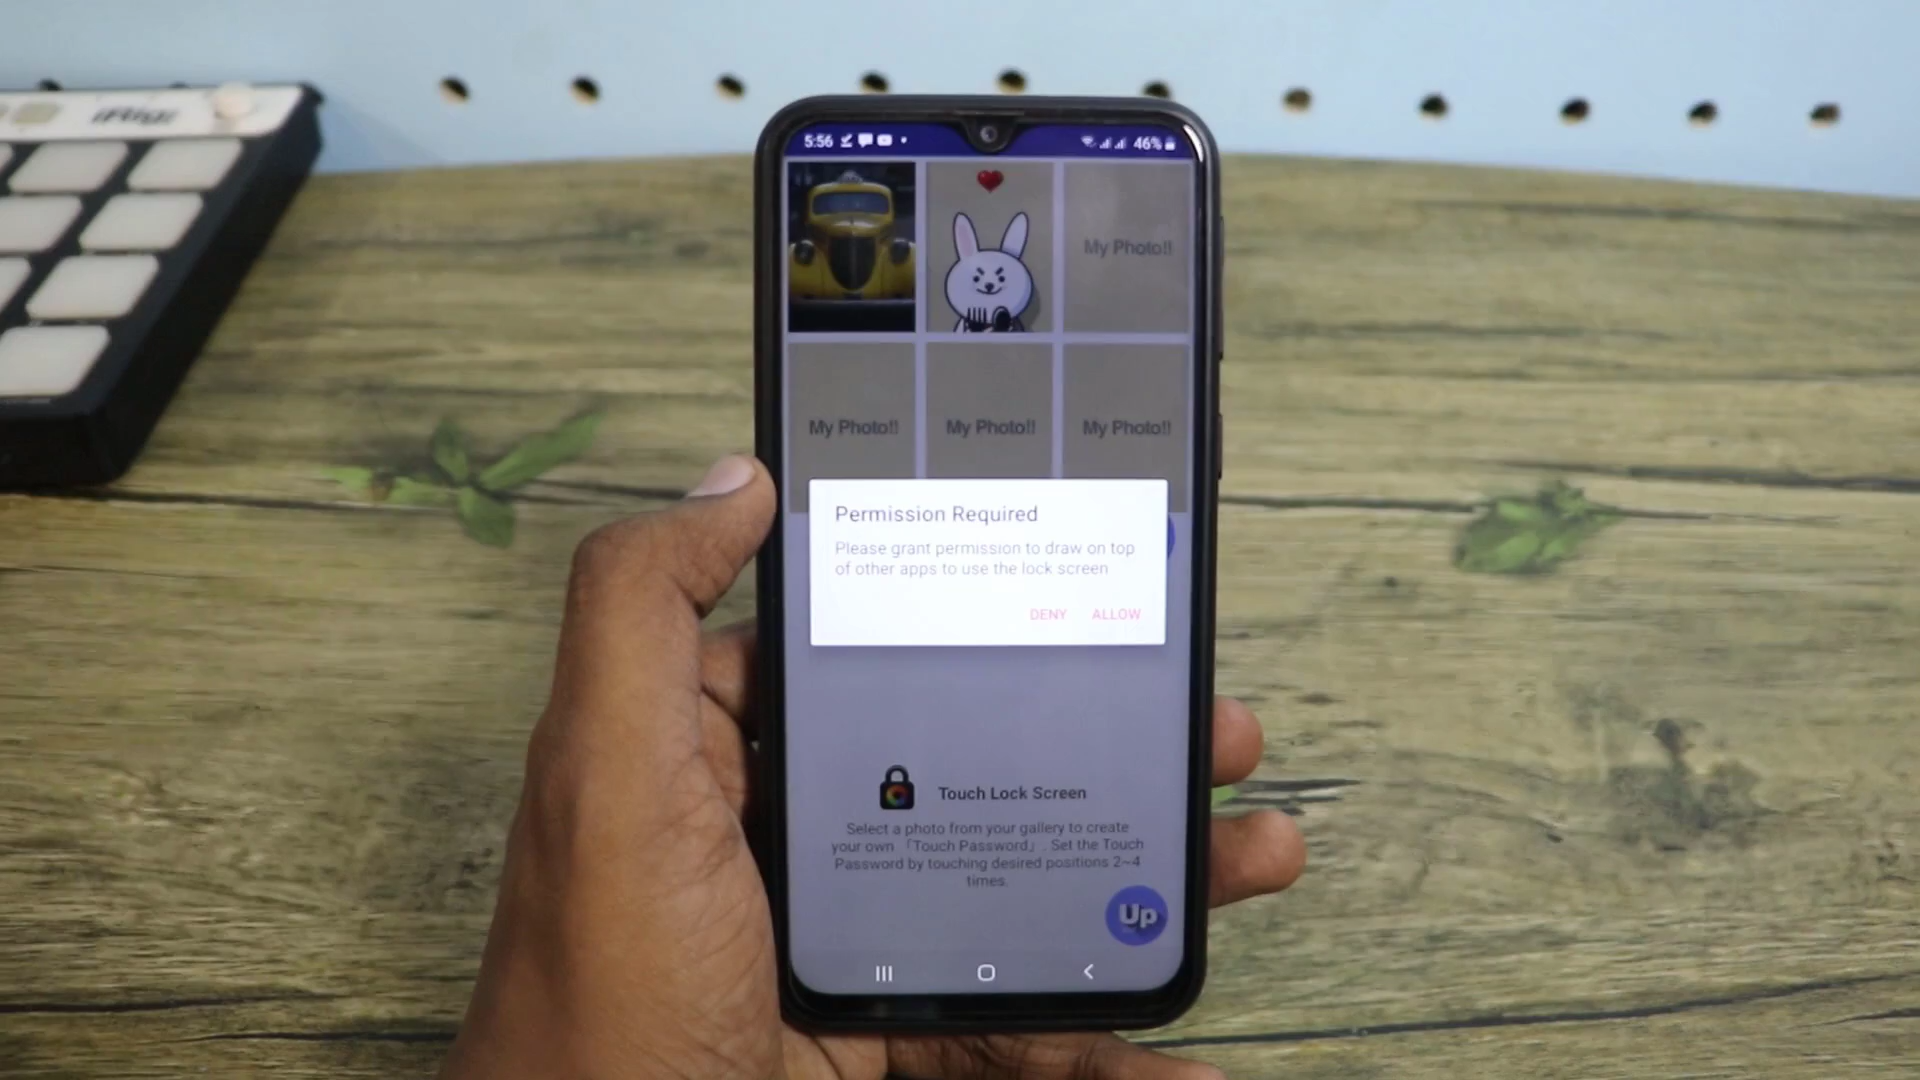 iRig
5:56
46%
My Photo!!
My Photo!!
My Photo!!
My Photo!!
Permission Required
Please grant permission to draw on top
of other apps to use the lock screen
DENY
ALLOW
Touch Lock Screen
Select a photo from your gallery to create
your own 「Touch Password」. Set the Touch
Password by touching desired positions 2~4
times.
Up